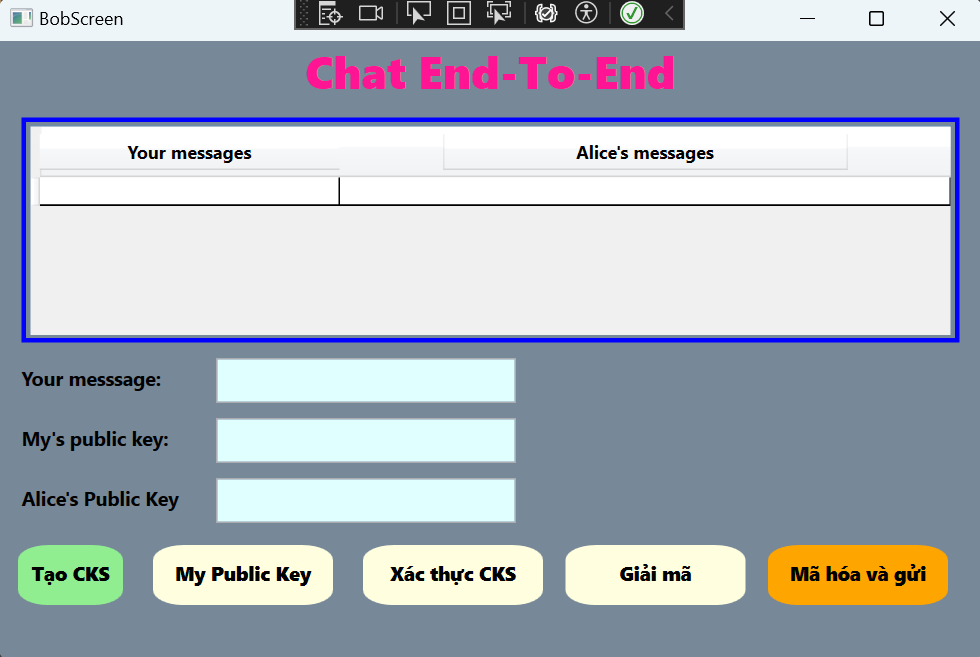 BobScreen
Chat End-To-End
Your messages
Alice's messages
Your messsage:
My's public key:
Alice's Public Key
Tạo CKS
My Public Key
Xác thực CKS
Giải mã
Mã hóa và gửi